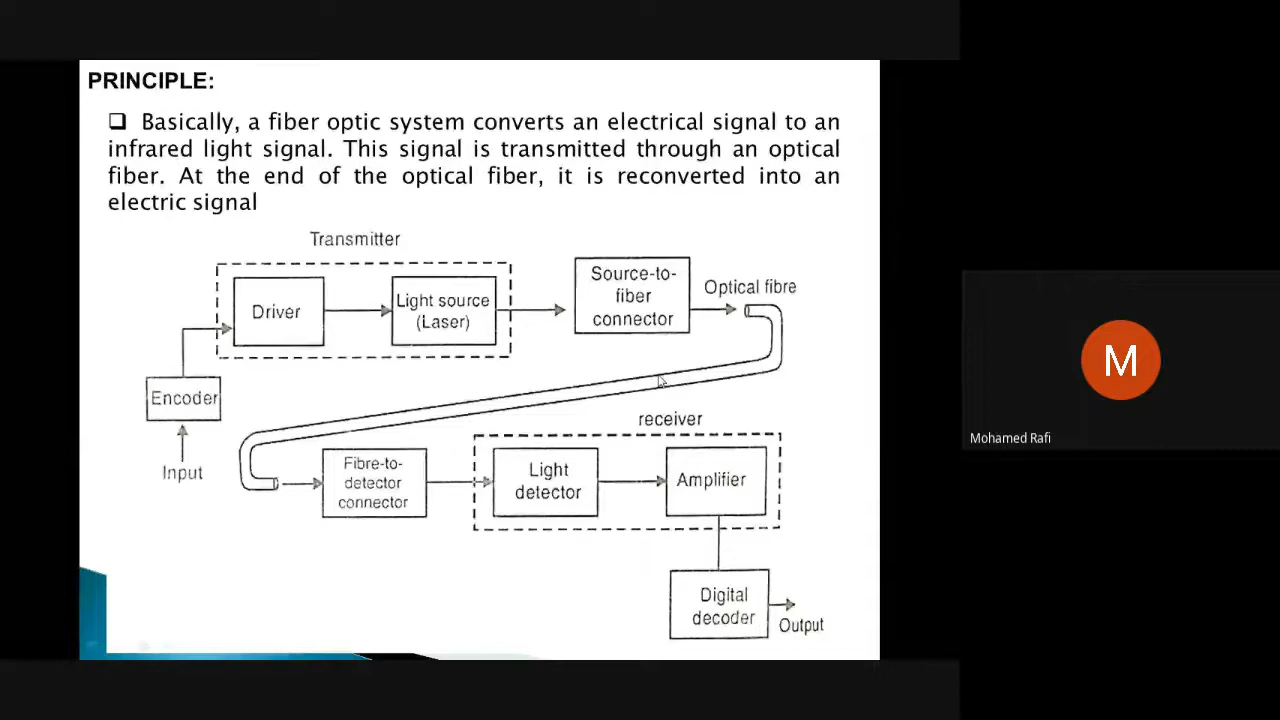 PRINCIPLE:
❑ Basically, a fiber optic system converts an electrical signal to an
infrared light signal. This signal is transmitted through an optical
fiber. At the end of the optical fiber, it is reconverted into an
electric signal
Transmitter
Driver
Light source
(Laser)
Source-to-
fiber
connector
Optical fibre
Encoder
Input
receiver
Fibre-to-
detector
connector
Light
detector
Amplifier
Digital
decoder
Output
M
Mohamed Rafi